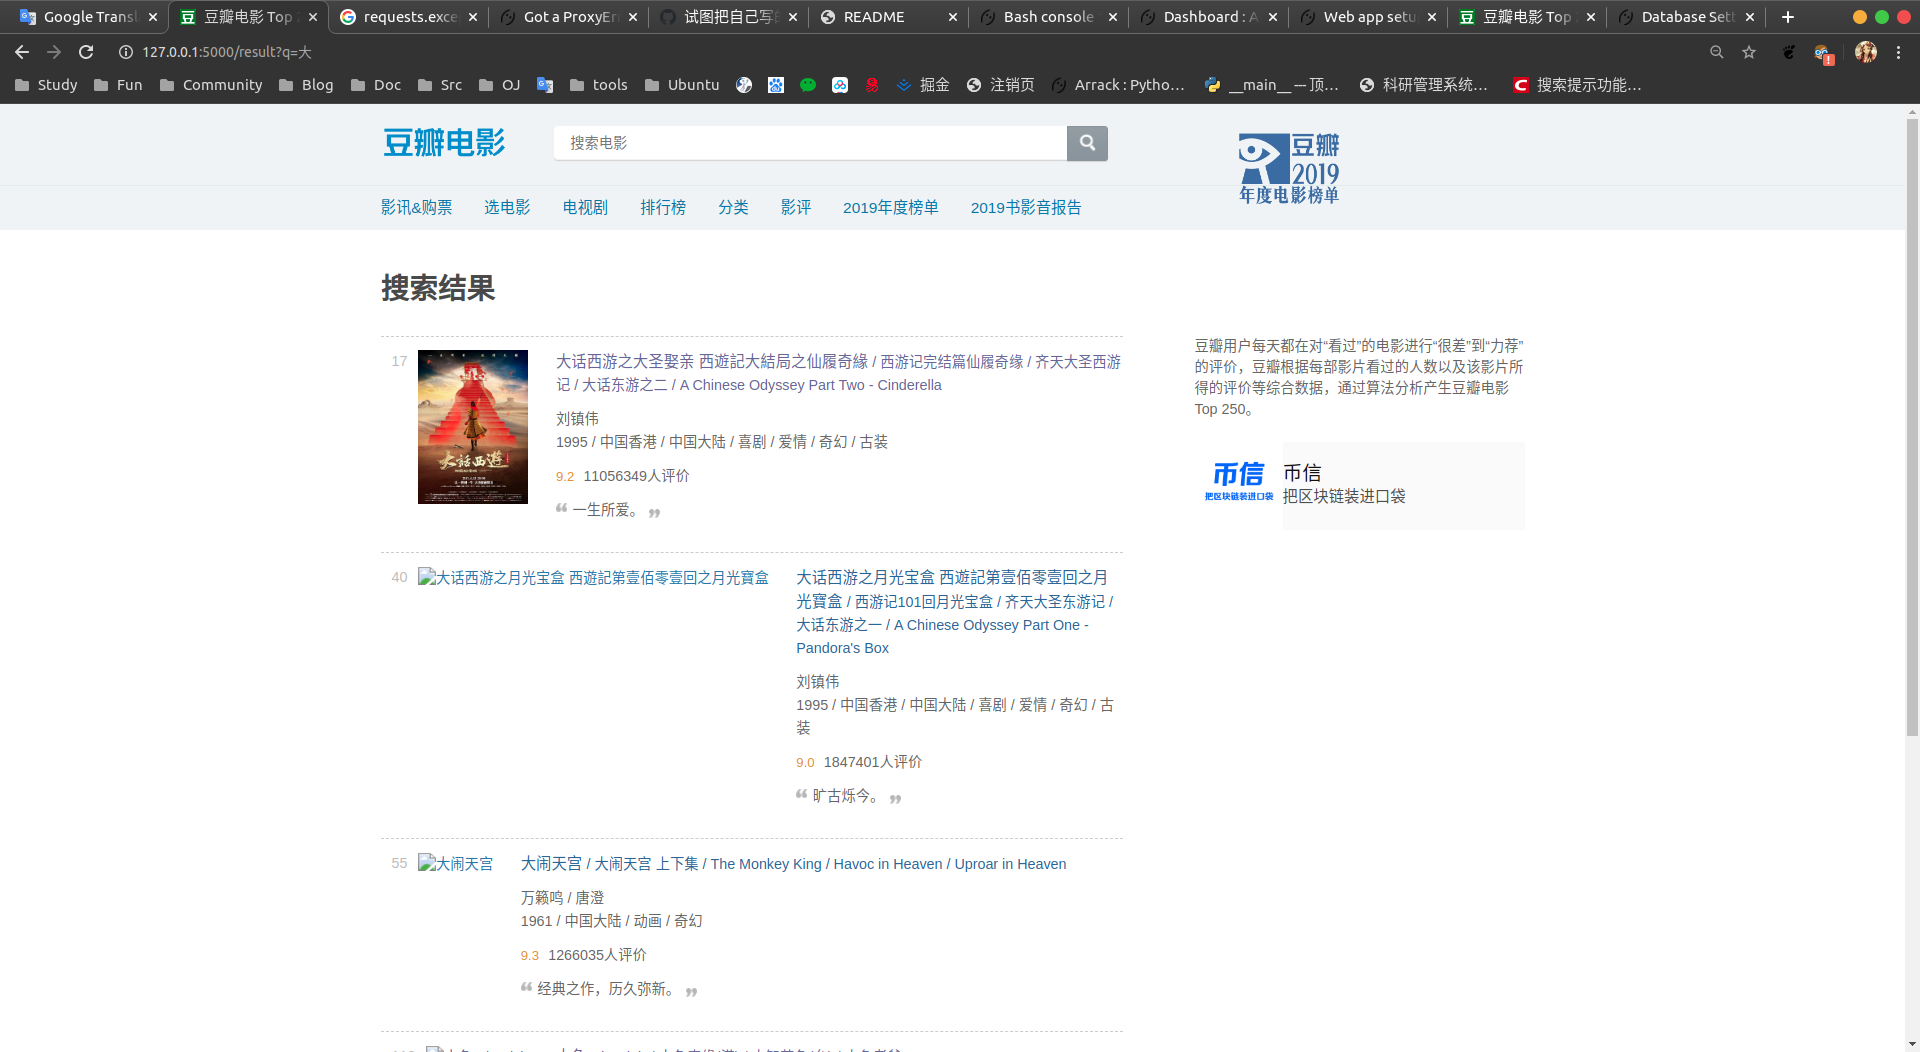 Google Transl
豆瓣电影 Top 2
requests.exce
Got a ProxyEr
试图把自己写的
README
Bash console
Dashboard : A
Web app setu
豆瓣电影 Top
Database Sett
127.0.0.1:5000/result?q=大
Study
Fun
Community
Blog
Doc
Src
OJ
tools
Ubuntu
掘金
注销页
Arrack : Pytho…
__main__ --- 顶…
科研管理系统…
搜索提示功能…
豆瓣电影
搜索电影
豆瓣
2019
年度电影榜单
影讯&购票
选电影
电视剧
排行榜
分类
影评
2019年度榜单
2019书影音报告
搜索结果
17
大话西游
大话西游之大圣娶亲 西遊記大結局之仙履奇緣 / 西游记完结篇仙履奇缘 / 齐天大圣西游
记 / 大话东游之二 / A Chinese Odyssey Part Two - Cinderella
刘镇伟
1995 / 中国香港 / 中国大陆 / 喜剧 / 爱情 / 奇幻 / 古装
9.2 11056349人评价
“ 一生所爱。 ”
40
大话西游之月光宝盒 西遊記第壹佰零壹回之月光寶盒
大话西游之月光宝盒 西遊記第壹佰零壹回之月
光寶盒 / 西游记101回月光宝盒 / 齐天大圣东游记 /
大话东游之一 / A Chinese Odyssey Part One -
Pandora's Box
刘镇伟
1995 / 中国香港 / 中国大陆 / 喜剧 / 爱情 / 奇幻 / 古
装
9.0 1847401人评价
“ 旷古烁今。 ”
55
大闹天宫
大闹天宫 / 大闹天宫 上下集 / The Monkey King / Havoc in Heaven / Uproar in Heaven
万籁鸣 / 唐澄
1961 / 中国大陆 / 动画 / 奇幻
9.3 1266035人评价
“ 经典之作，历久弥新。 ”
豆瓣用户每天都在对“看过”的电影进行“很差”到“力荐”
的评价，豆瓣根据每部影片看过的人数以及该影片所
得的评价等综合数据，通过算法分析产生豆瓣电影
Top 250。
币信
把区块链装进口袋
币信
把区块链装进口袋